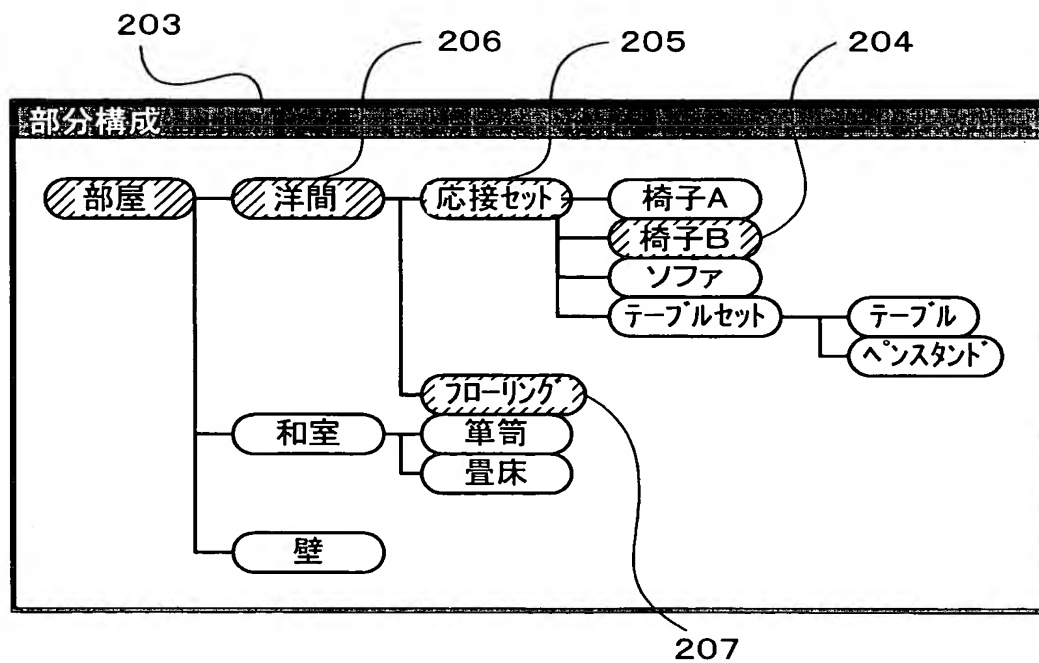 203
206
205
204
部分構成
部屋
洋間
応接セット
椅子A
椅子B
ソファ
テーブルセット
テーブル
ペンスタンド
フローリング
和室
箪笥
畳床
壁
207